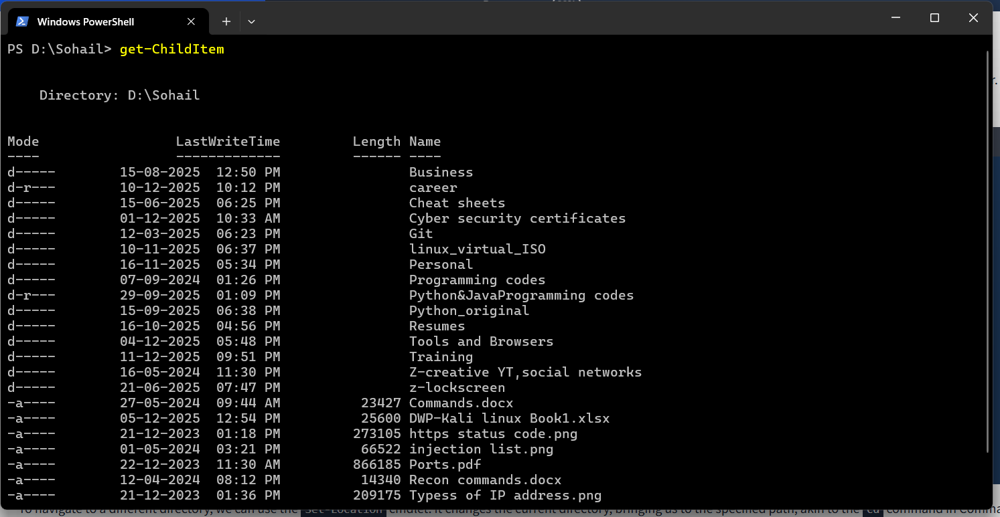 Windows PowerShell
PS D:\Sohail> get-ChildItem
Directory: D:\Sohail
Mode LastWriteTime Length Name
---- ------------- ------ ----
d----- 15-08-2025 12:50 PM Business
d-r--- 10-12-2025 10:12 PM career
d----- 15-06-2025 06:25 PM Cheat sheets
d----- 01-12-2025 10:33 AM Cyber security certificates
d----- 12-03-2025 06:23 PM Git
d----- 10-11-2025 06:37 PM linux_virtual_ISO
d----- 16-11-2025 05:34 PM Personal
d----- 07-09-2024 01:26 PM Programming codes
d-r--- 29-09-2025 01:09 PM Python&JavaProgramming codes
d----- 15-09-2025 06:38 PM Python_original
d----- 16-10-2025 04:56 PM Resumes
d----- 04-12-2025 05:48 PM Tools and Browsers
d----- 11-12-2025 09:51 PM Training
d----- 16-05-2024 11:30 PM Z-creative YT,social networks
d----- 21-06-2025 07:47 PM z-lockscreen
-a---- 27-05-2024 09:44 AM 23427 Commands.docx
-a---- 05-12-2025 12:54 PM 25600 DWP-Kali linux Book1.xlsx
-a---- 21-12-2023 01:18 PM 273105 https status code.png
-a---- 01-05-2024 03:21 PM 66522 injection list.png
-a---- 22-12-2023 11:30 AM 866185 Ports.pdf
-a---- 12-04-2024 08:12 PM 14340 Recon commands.docx
-a---- 21-12-2023 01:36 PM 209175 Typess of IP address.png
To navigate to a different directory, we can use the Set-Location cmdlet. It changes the current directory, bringing us to the specified path, akin to the cd command in